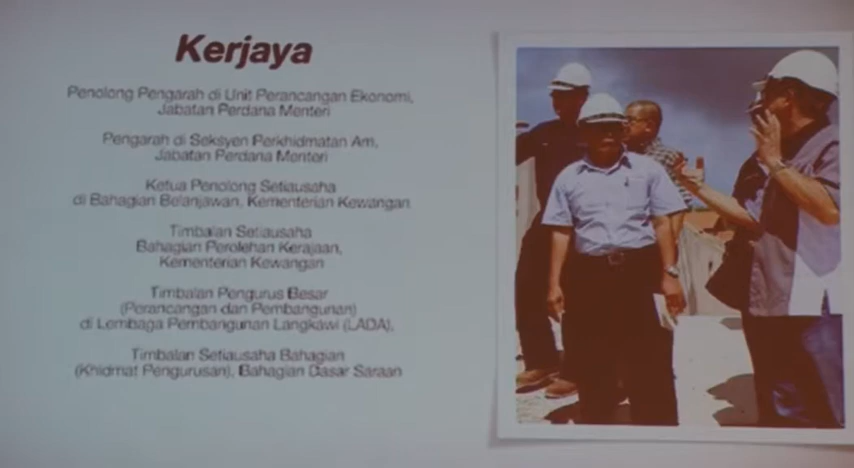 Kerjaya
Penolong Pengarah di Unit Perancangan Ekonomi,
Jabatan Perdana Menteri
Pengarah di Seksyen Perkhidmatan Am,
Jabatan Perdana Menteri
Ketua Penolong Setiausaha
di Bahagian Belanjawan, Kementerian Kewangan
Timbalan Setiausaha
Bahagian Perolehan Kerajaan,
Kementerian Kewangan
Timbalan Pengurus Besar
(Perancangan dan Pembangunan)
di Lembaga Pembangunan Langkawi (LADA),
Timbalan Setiausaha Bahagian
(Khidmat Pengurusan), Bahagian Dasar Saraan